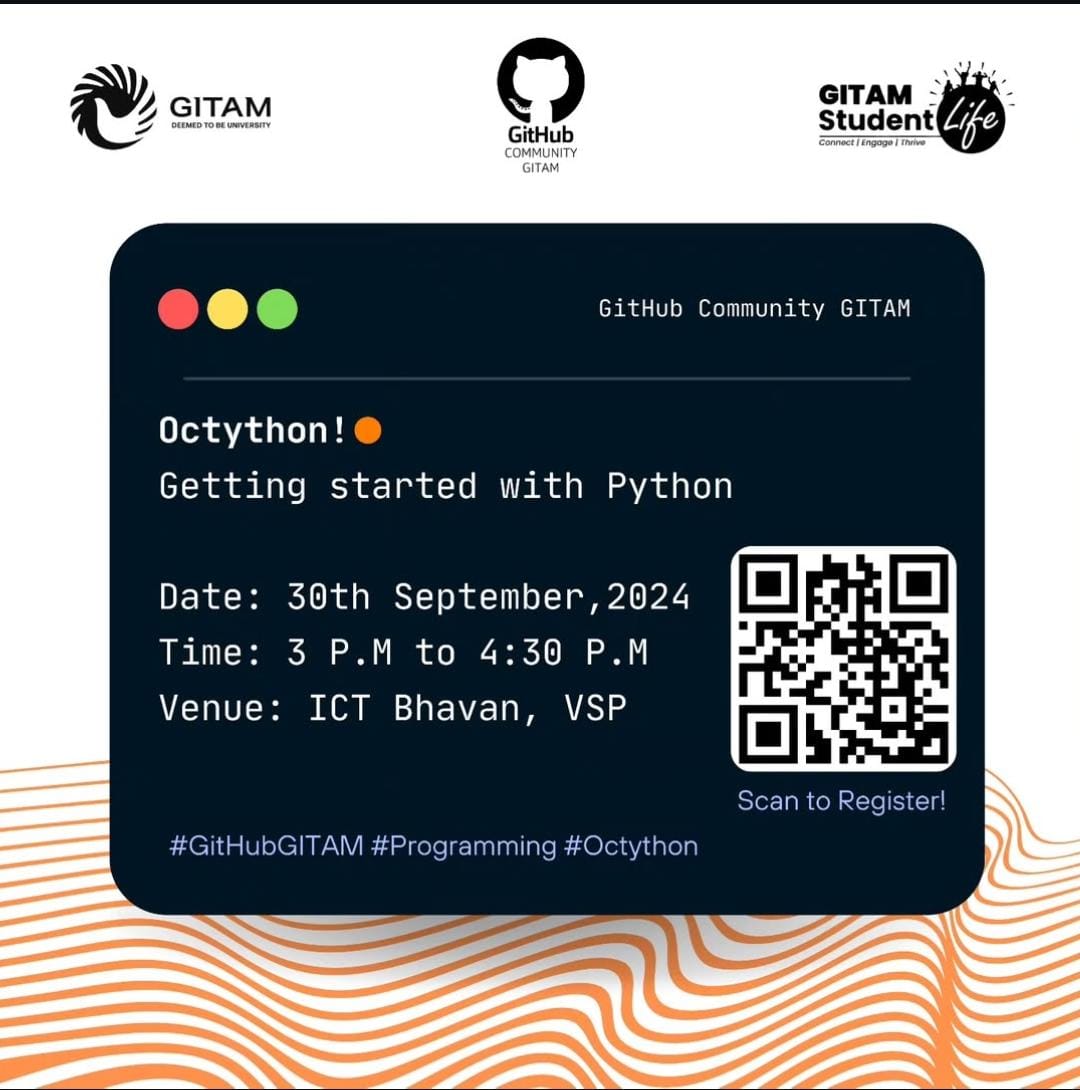 GITAM
DEEMED TO BE UNIVERSITY
GitHub
COMMUNITY
GITAM
GITAM
Student Life
Connect | Engage | Thrive
GitHub Community GITAM
Octython!
Getting started with Python
Date: 30th September,2024
Time: 3 P.M to 4:30 P.M
Venue: ICT Bhavan, VSP
Scan to Register!
#GitHubGITAM #Programming #Octython